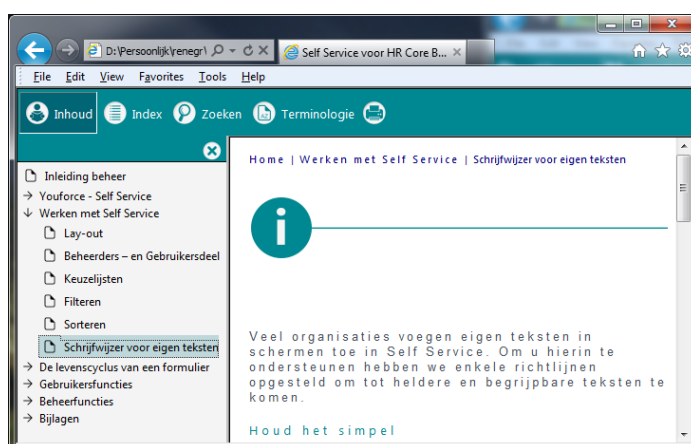 D:\Persoonlijk\renegr\
Self Service voor HR Core B...
File Edit View Favorites Tools Help
Inhoud Index Zoeken Terminologie
Inleiding beheer
Youforce - Self Service
Werken met Self Service
Lay-out
Beheerders – en Gebruikersdeel
Keuzelijsten
Filteren
Sorteren
Schrijfwijzer voor eigen teksten
De levenscyclus van een formulier
Gebruikersfuncties
Beheerfuncties
Bijlagen
Home | Werken met Self Service | Schrijfwijzer voor eigen teksten
i
Veel organisaties voegen eigen teksten in
schermen toe in Self Service. Om u hierin te
ondersteunen hebben we enkele richtlijnen
opgesteld om tot heldere en begrijpbare teksten te
komen.
Houd het simpel